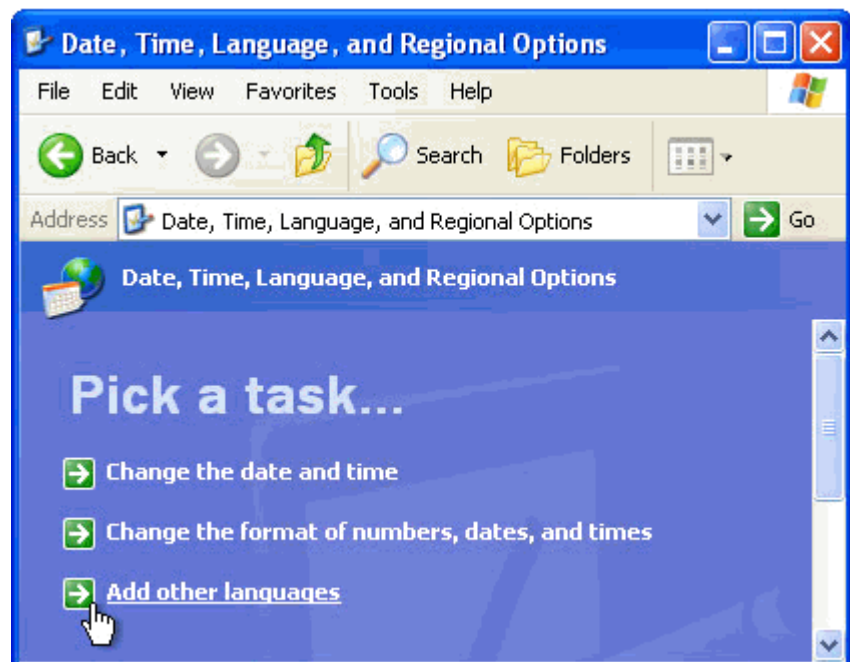 Date, Time, Language, and Regional Options
File Edit View Favorites Tools Help
Back Search Folders
Address Date, Time, Language, and Regional Options Go
Date, Time, Language, and Regional Options
Pick a task...
Change the date and time
Change the format of numbers, dates, and times
Add other languages